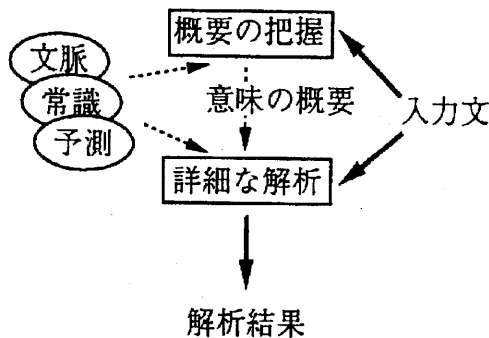 概要の把握
文脈
常識
予測
意味の概要
入力文
詳細な解析
解析結果